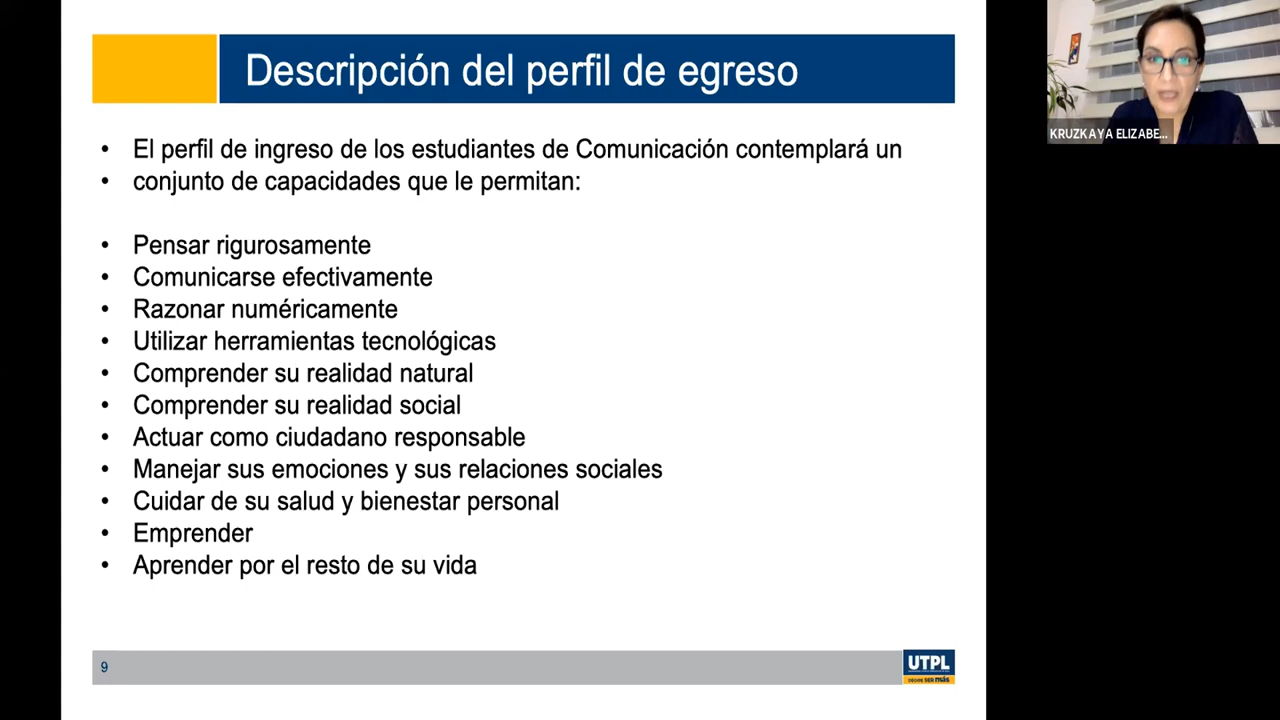 Descripción del perfil de egreso
• El perfil de ingreso de los estudiantes de Comunicación contemplará un
• conjunto de capacidades que le permitan:
• Pensar rigurosamente
• Comunicarse efectivamente
• Razonar numéricamente
• Utilizar herramientas tecnológicas
• Comprender su realidad natural
• Comprender su realidad social
• Actuar como ciudadano responsable
• Manejar sus emociones y sus relaciones sociales
• Cuidar de su salud y bienestar personal
• Emprender
• Aprender por el resto de su vida
9
UTPL
DECIDE SER MÁS
KRUZKAYA ELIZABE...